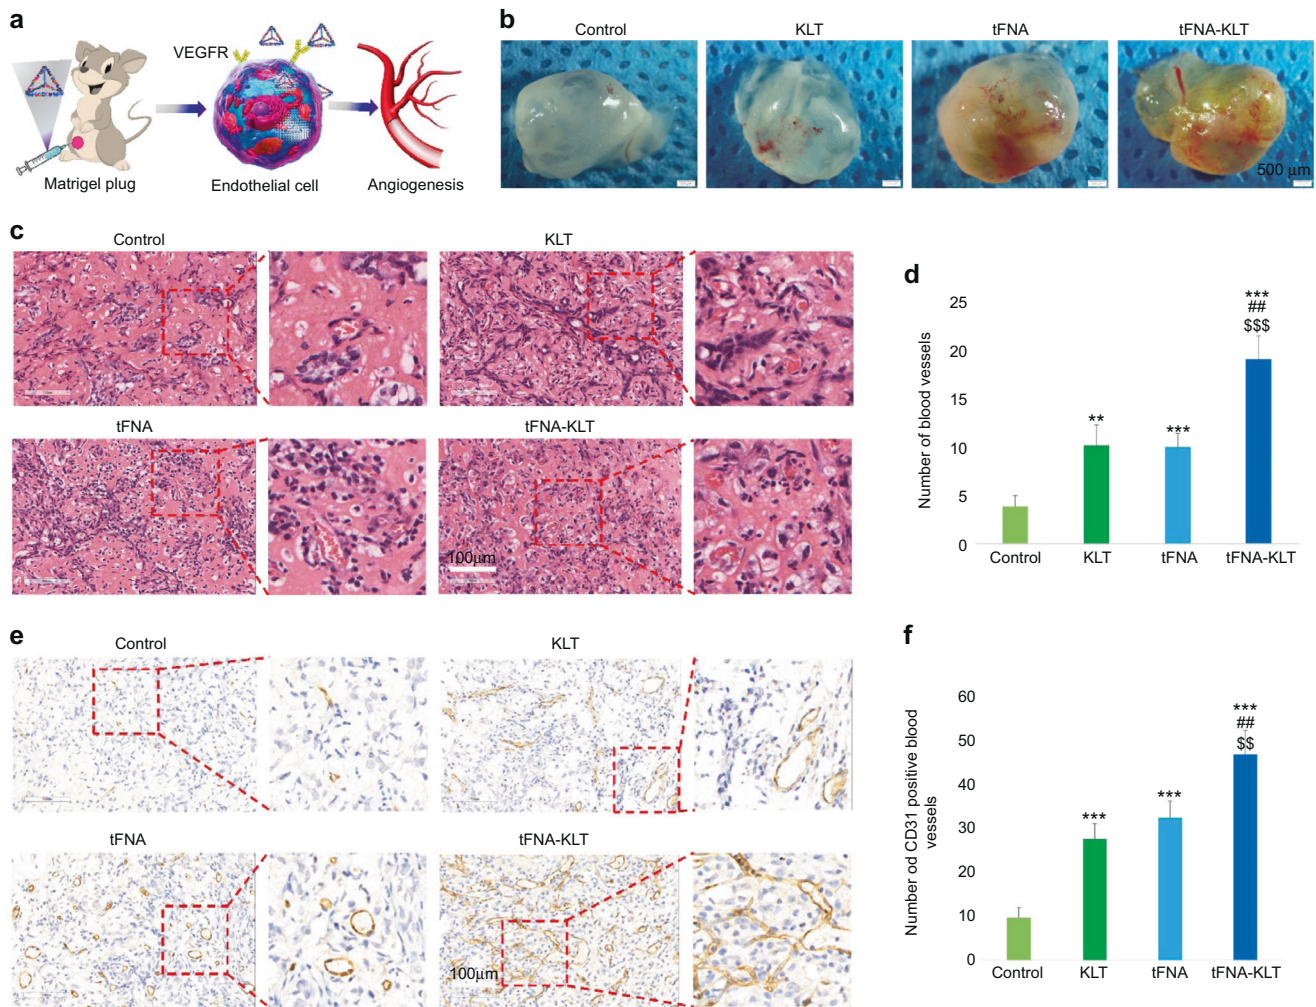 a
VEGFR
Matrigel plug
Endothelial cell
Angiogenesis
b
Control
KLT
tFNA
tFNA-KLT
500 µm
c
Control
KLT
tFNA
tFNA-KLT
100µm
d
Number of blood vessels
25
20
15
10
5
0
**
***
***
##
$$$
Control
KLT
tFNA
tFNA-KLT
e
Control
KLT
tFNA
tFNA-KLT
100µm
f
Number od CD31 positive blood
vessels
60
50
40
30
20
10
0
***
***
***
##
$$
Control
KLT
tFNA
tFNA-KLT